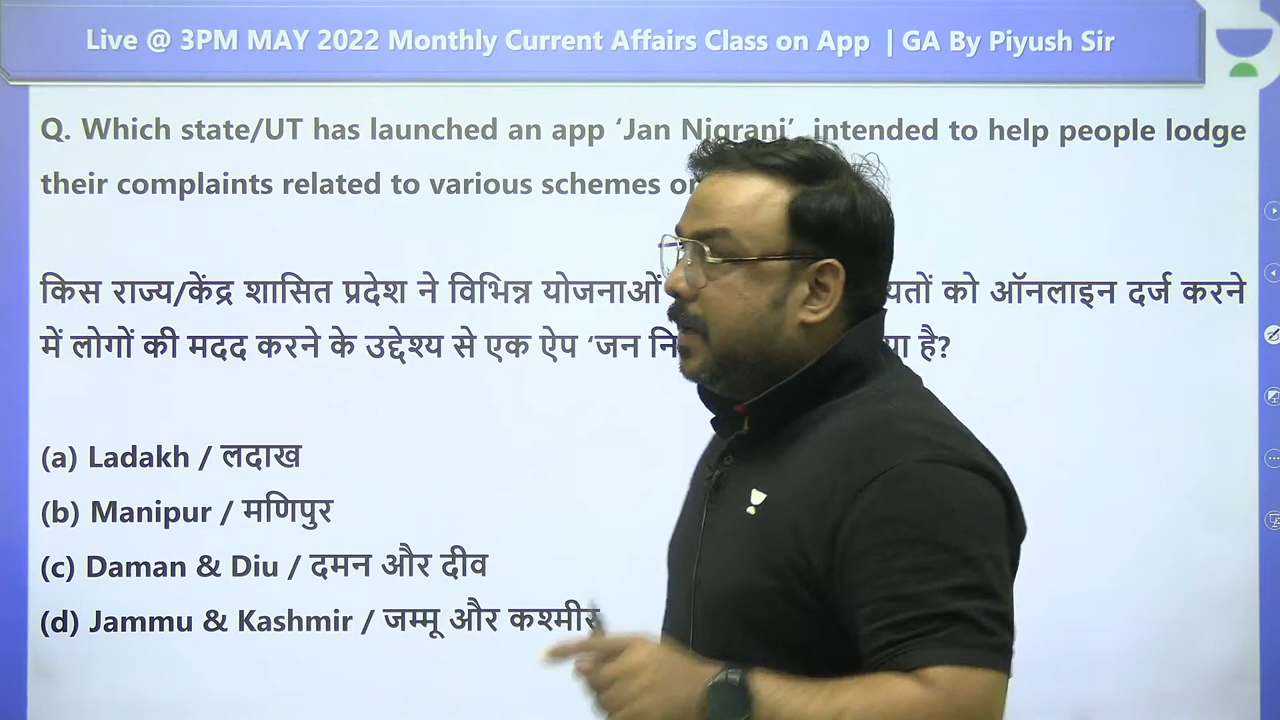 Live @ 3PM MAY 2022 Monthly Current Affairs Class on App | GA By Piyush Sir
Q. Which state/UT has launched an app ‘Jan Nigrani’, intended to help people lodge
their complaints related to various schemes
किस राज्य/केंद्र शासित प्रदेश ने विभिन्न योजनाओं को ऑनलाइन दर्ज करने
में लोगों की मदद करने के उद्देश्य से एक ऐप ‘जन है?
(a) Ladakh / लदाख
(b) Manipur / मणिपुर
(c) Daman & Diu / दमन और दीव
(d) Jammu & Kashmir / जम्मू और कश्मीर